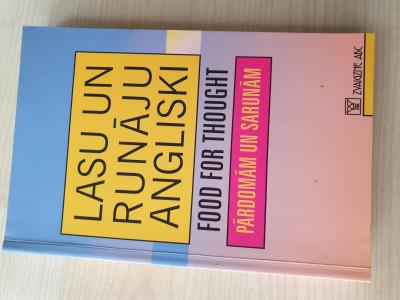 LASU UN
RUNĀJU
ANGLISKI
FOOD FOR THOUGHT
PĀRDOMĀM UN SARUNĀM
ZVAIGZNE ABC